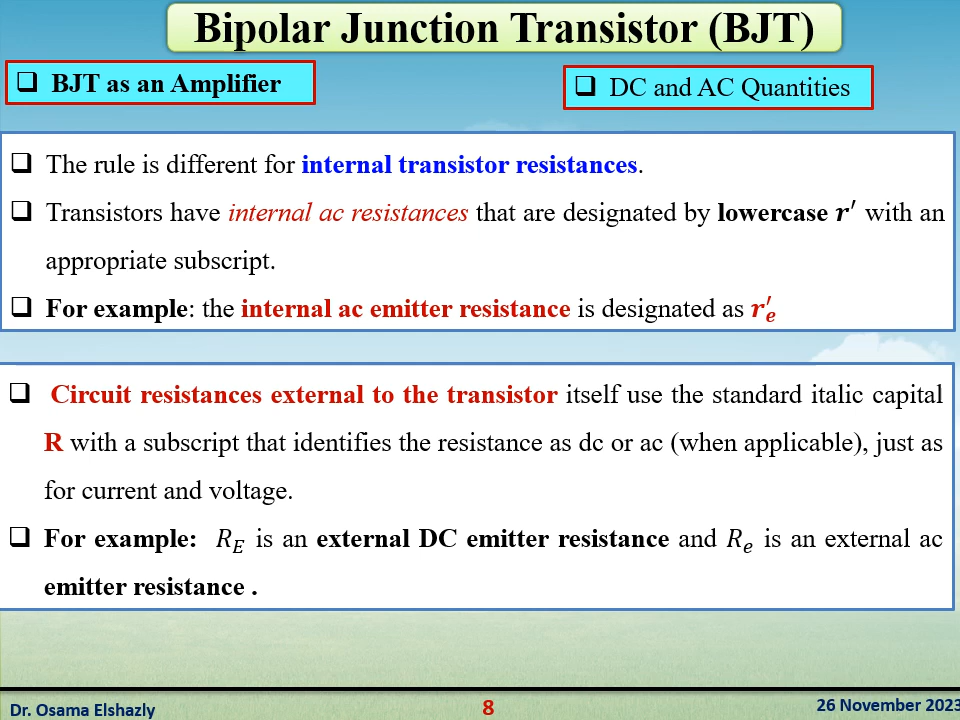 Bipolar Junction Transistor (BJT)
❑ BJT as an Amplifier
❑ DC and AC Quantities
❑ The rule is different for internal transistor resistances.
❑ Transistors have internal ac resistances that are designated by lowercase r′ with an
appropriate subscript.
❑ For example: the internal ac emitter resistance is designated as r′e
❑ Circuit resistances external to the transistor itself use the standard italic capital
R with a subscript that identifies the resistance as dc or ac (when applicable), just as
for current and voltage.
❑ For example: RE is an external DC emitter resistance and Re is an external ac
emitter resistance .
Dr. Osama Elshazly
8
26 November 2023